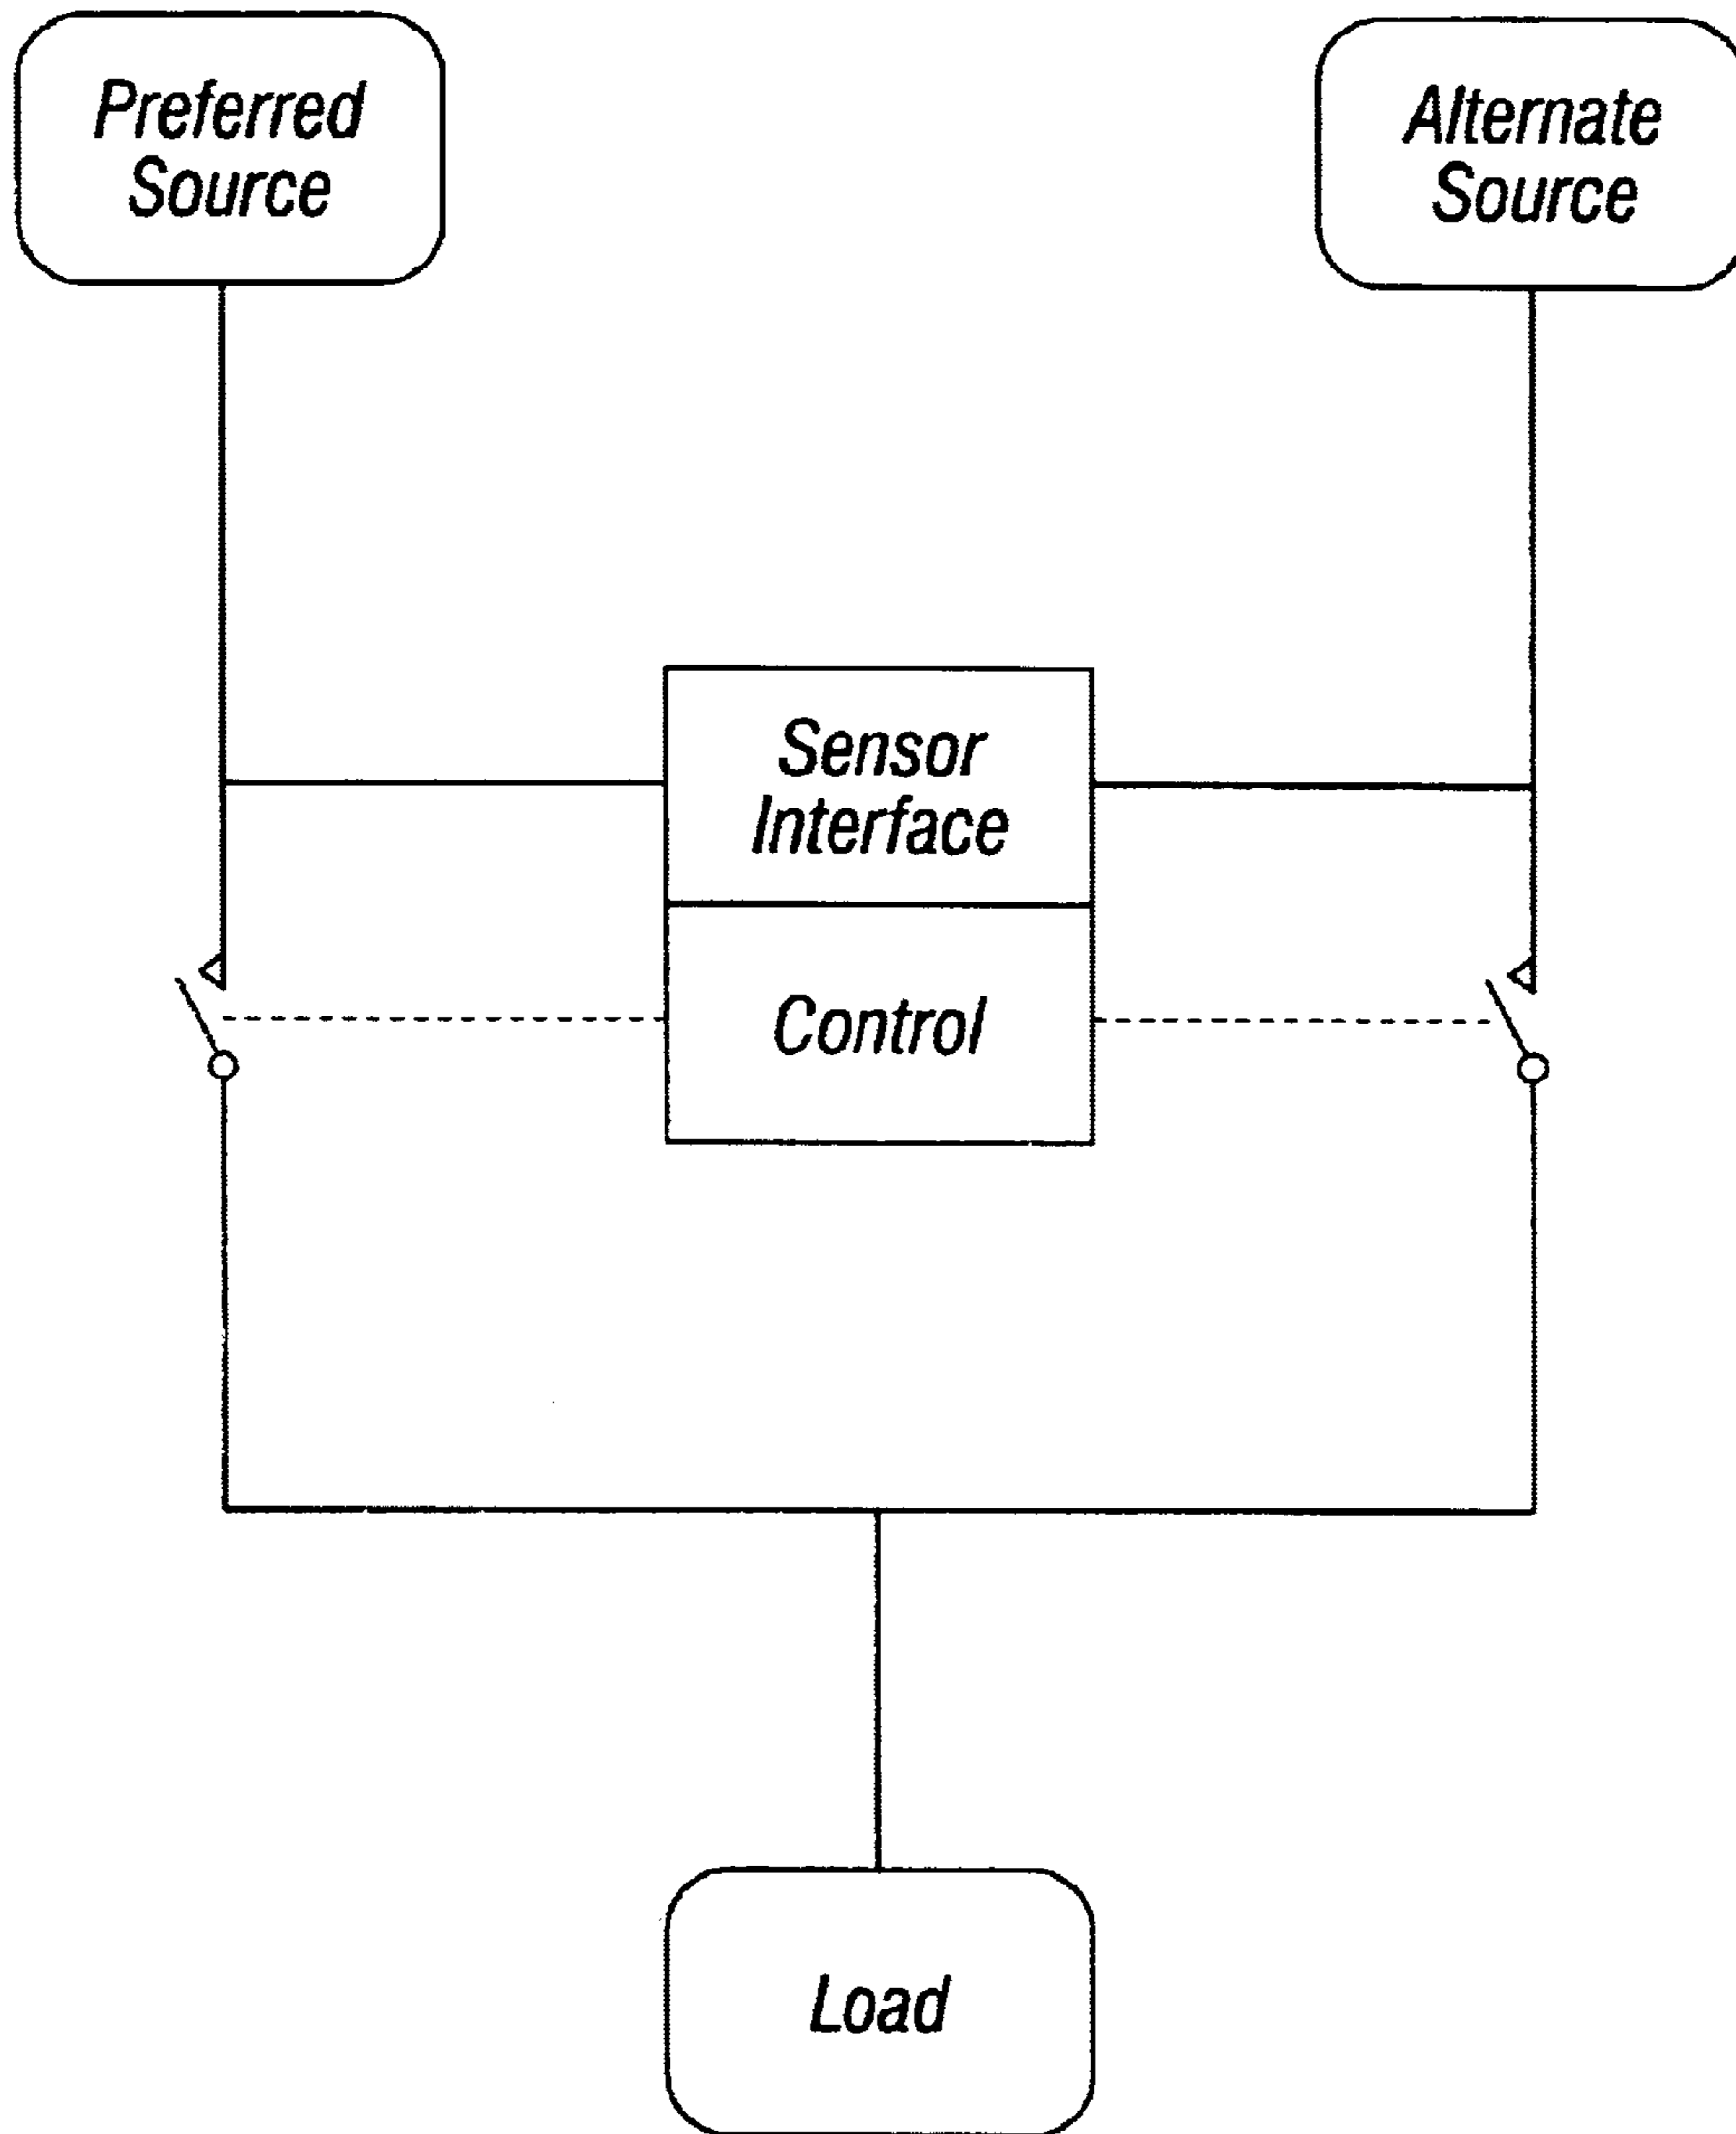 Preferred
Source
Alternate
Source
Sensor
Interface
Control
Load